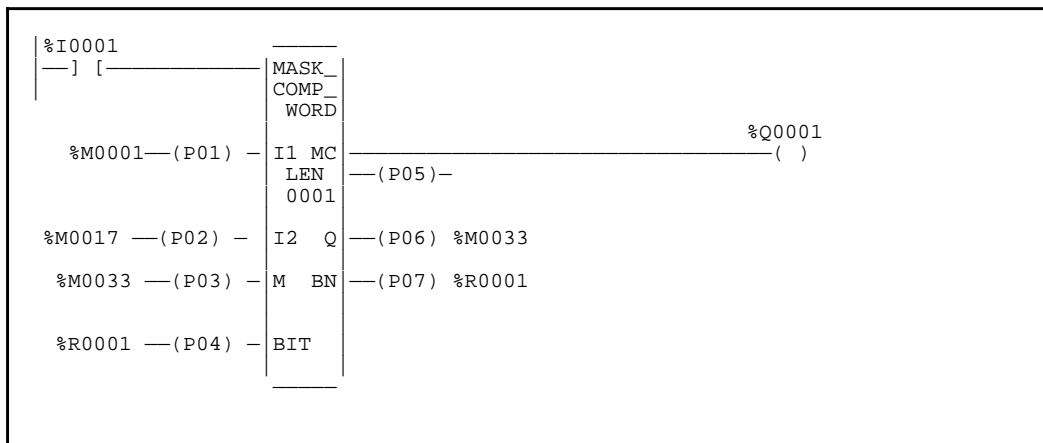 %I0001
—] [— MASK_
COMP_
WORD
%Q0001
%M0001—(P01) — I1 MC —( )
LEN —(P05)—
0001
%M0017 —(P02) — I2 Q —(P06) %M0033
%M0033 —(P03) — M BN —(P07) %R0001
%R0001 —(P04) — BIT